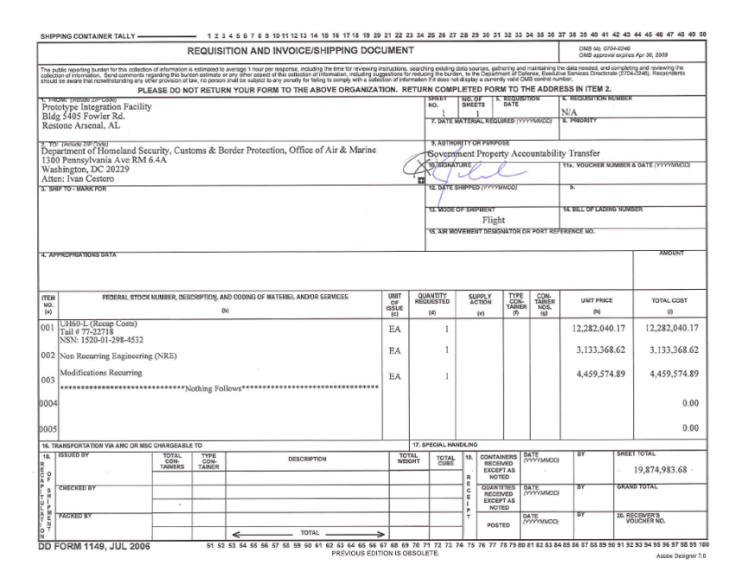 SHIPPING CONTAINER TALLY 1 2 3 4 5 6 7 8 9 10 11 12 13 14 15 16 17 18 19 20 21 22 23 24 25 26 27 28 29 30 31 32 33 34 35 36 37 38 39 40 41 42 43 44 45 46 47 48 49 50
REQUISITION AND INVOICE/SHIPPING DOCUMENT
OMB No. 0704-0246
OMB approval expires Apr 30, 2009
The public reporting burden for this collection of information is estimated to average 1 hour per response, including the time for reviewing instructions, searching existing data sources, gathering and maintaining the data needed, and completing and reviewing the
collection of information. Send comments regarding this burden estimate or any other aspect of this collection of information, including suggestions for reducing the burden, to the Department of Defense, Executive Services Directorate (0704-0246). Respondents
should be aware that notwithstanding any other provision of law, no person shall be subject to any penalty for failing to comply with a collection of information if it does not display a currently valid OMB control number.
PLEASE DO NOT RETURN YOUR FORM TO THE ABOVE ORGANIZATION. RETURN COMPLETED FORM TO THE ADDRESS IN ITEM 2.
1. FROM: (Include ZIP Code)
Prototype Integration Facility
Bldg 5405 Fowler Rd.
Restone Arsenal, AL
SHEET NO.
1
NO. OF SHEETS
1
5. REQUISITION DATE
6. REQUISITION NUMBER
N/A
7. DATE MATERIAL REQUIRED (YYYYMMDD)
8. PRIORITY
2. TO: (Include ZIP Code)
Department of Homeland Security, Customs & Border Protection, Office of Air & Marine
1300 Pennsylvania Ave RM 6.4A
Washington, DC 20229
Atten: Ivan Cestero
9. AUTHORITY OR PURPOSE
Government Property Accountability Transfer
10. SIGNATURE
11a. VOUCHER NUMBER & DATE (YYYYMMDD)
3. SHIP TO - MARK FOR
12. DATE SHIPPED (YYYYMMDD)
b.
13. MODE OF SHIPMENT
Flight
14. BILL OF LADING NUMBER
15. AIR MOVEMENT DESIGNATOR OR PORT REFERENCE NO.
4. APPROPRIATIONS DATA
AMOUNT
ITEM NO. (a)
FEDERAL STOCK NUMBER, DESCRIPTION, AND CODING OF MATERIEL AND/OR SERVICES (b)
UNIT OF ISSUE (c)
QUANTITY REQUESTED (d)
SUPPLY ACTION (e)
TYPE CON-TAINER (f)
CON-TAINER NOS. (g)
UNIT PRICE (h)
TOTAL COST (i)
001 UH60-L (Recap Costs) EA 1 12,282,040.17 12,282,040.17
Tail # 77-22718
NSN: 1520-01-298-4532
002 Non Recurring Engineering (NRE) EA 1 3,133,368.62 3,133,368.62
003 Modifications Recurring EA 1 4,459,574.89 4,459,574.89
Nothing Follows
0004 0.00
0005 0.00
16. TRANSPORTATION VIA AMC OR MSC CHARGEABLE TO
17. SPECIAL HANDLING
18. RECAPITULATION OF SHIPMENT
ISSUED BY
TOTAL CON-TAINERS
TYPE CON-TAINER
DESCRIPTION
TOTAL WEIGHT
TOTAL CUBE
19. RECEIPT
CONTAINERS RECEIVED EXCEPT AS NOTED
DATE (YYYYMMDD)
BY
SHEET TOTAL
19,874,983.68
CHECKED BY
QUANTITIES RECEIVED EXCEPT AS NOTED
DATE (YYYYMMDD)
BY
GRAND TOTAL
PACKED BY
TOTAL
POSTED
DATE (YYYYMMDD)
BY
20. RECEIVER'S VOUCHER NO.
DD FORM 1149, JUL 2006
51 52 53 54 55 56 57 58 59 60 61 62 63 64 65 66 67 68 69 70 71 72 73 74 75 76 77 78 79 80 81 82 83 84 85 86 87 88 89 90 91 92 93 94 95 96 97 98 99 100
PREVIOUS EDITION IS OBSOLETE.
Adobe Designer 7.0